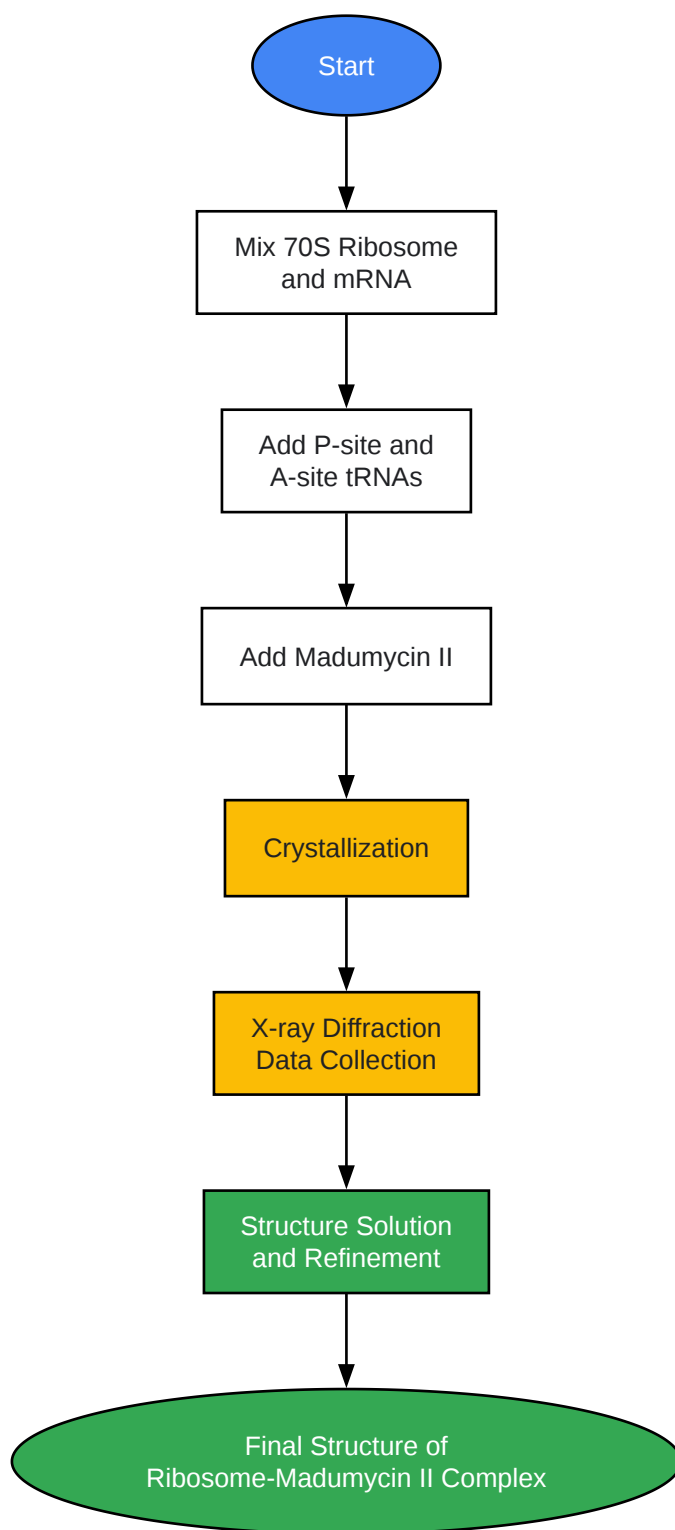 Start
Mix 70S Ribosome
and mRNA
Add P-site and
A-site tRNAs
Add Madumycin II
Crystallization
X-ray Diffraction
Data Collection
Structure Solution
and Refinement
Final Structure of
Ribosome-Madumycin II Complex